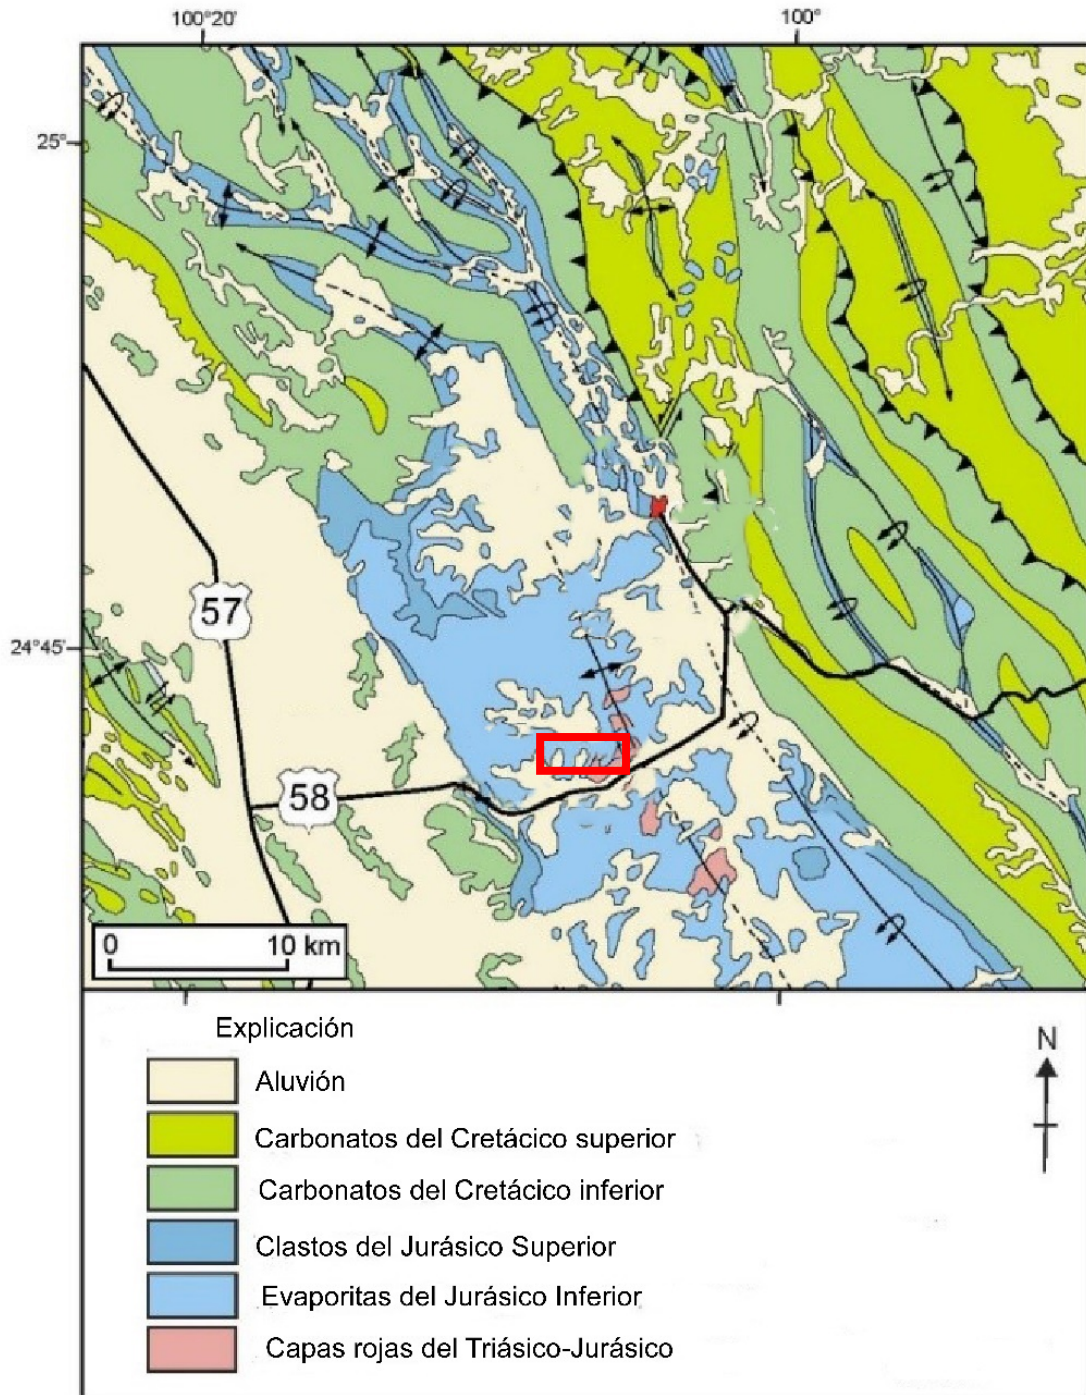 100°20'
100°
25°
24°45'
57
58
0 10 km
Explicación
N
Aluvión
Carbonatos del Cretácico superior
Carbonatos del Cretácico inferior
Clastos del Jurásico Superior
Evaporitas del Jurásico Inferior
Capas rojas del Triásico-Jurásico